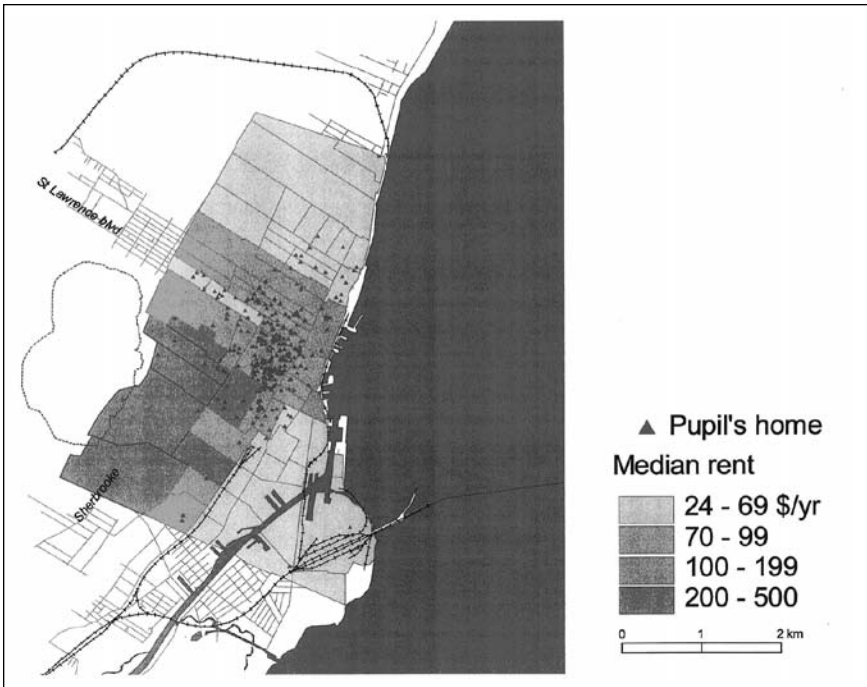 St Lawrence blvd
Sherbrooke
Pupil's home
Median rent
24 - 69 $/yr
70 - 99
100 - 199
200 - 500
0 1 2 km